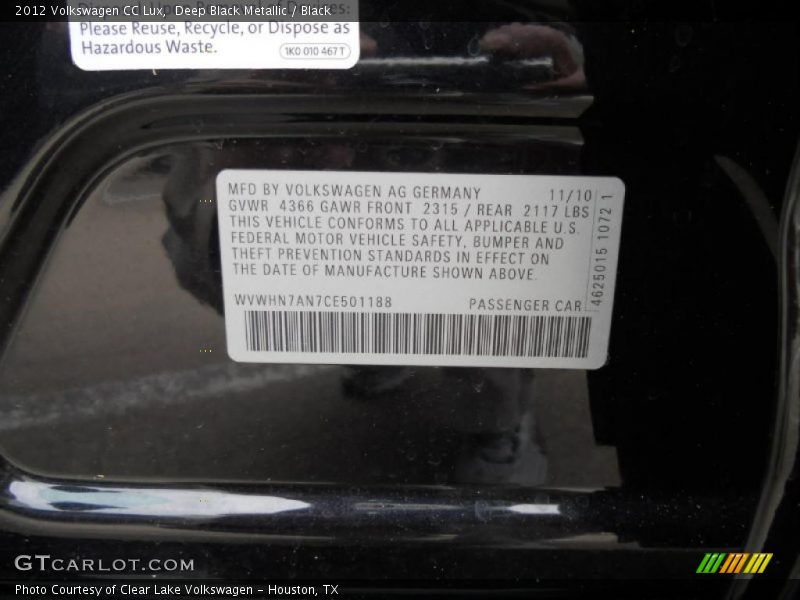 2012 Volkswagen CC Lux, Deep Black Metallic / Black
Please Reuse, Recycle, or Dispose as
Hazardous Waste.
1K0 010 467 T
MFD BY VOLKSWAGEN AG GERMANY 11/10
GVWR 4366 GAWR FRONT 2315 / REAR 2117 LBS
THIS VEHICLE CONFORMS TO ALL APPLICABLE U.S.
FEDERAL MOTOR VEHICLE SAFETY, BUMPER AND
THEFT PREVENTION STANDARDS IN EFFECT ON
THE DATE OF MANUFACTURE SHOWN ABOVE.
WVWHN7AN7CE501188 PASSENGER CAR
4625015 1072 1
GTCARLOT.COM
Photo Courtesy of Clear Lake Volkswagen - Houston, TX